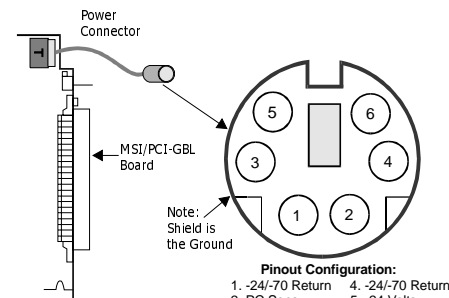 Power
Connector
T
5
6
MSI/PCI-GBL
Board
3
4
Note:
Shield is
the Ground
1
2
Pinout Configuration:
1. -24/-70 Return 4. -24/-70 Return